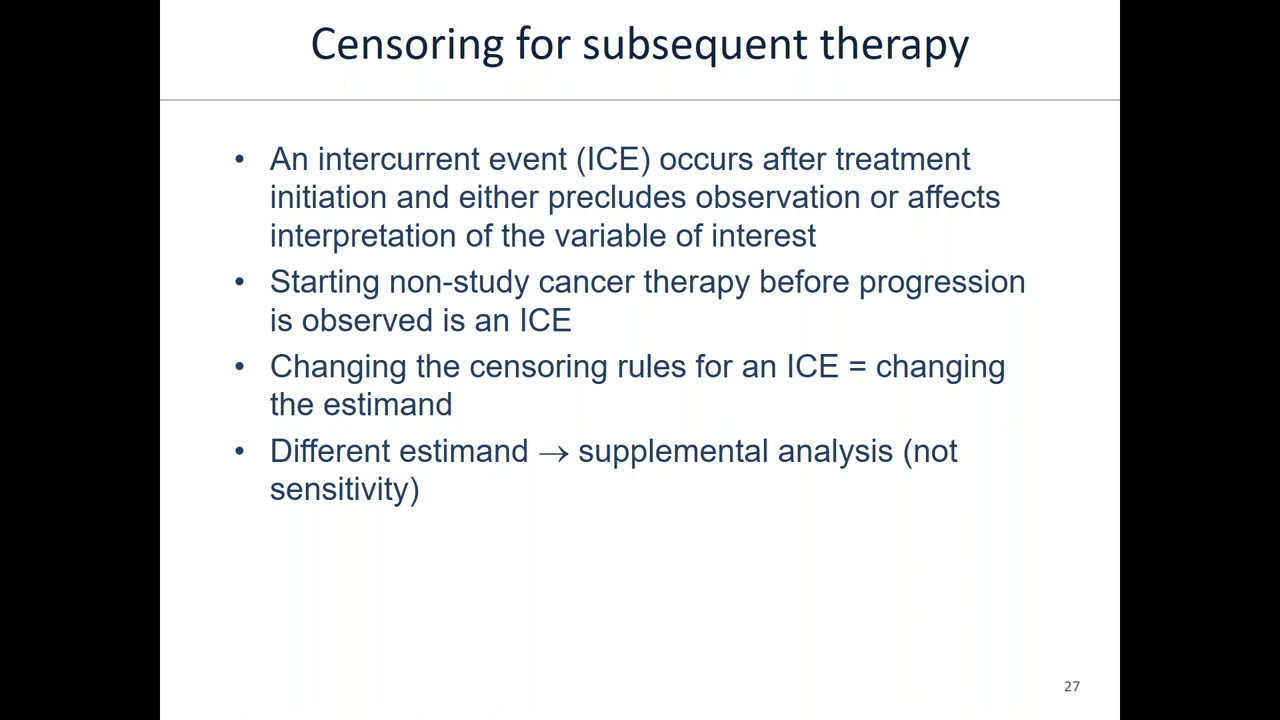 Censoring for subsequent therapy
• An intercurrent event (ICE) occurs after treatment
initiation and either precludes observation or affects
interpretation of the variable of interest
• Starting non-study cancer therapy before progression
is observed is an ICE
• Changing the censoring rules for an ICE = changing
the estimand
• Different estimand → supplemental analysis (not
sensitivity)
27